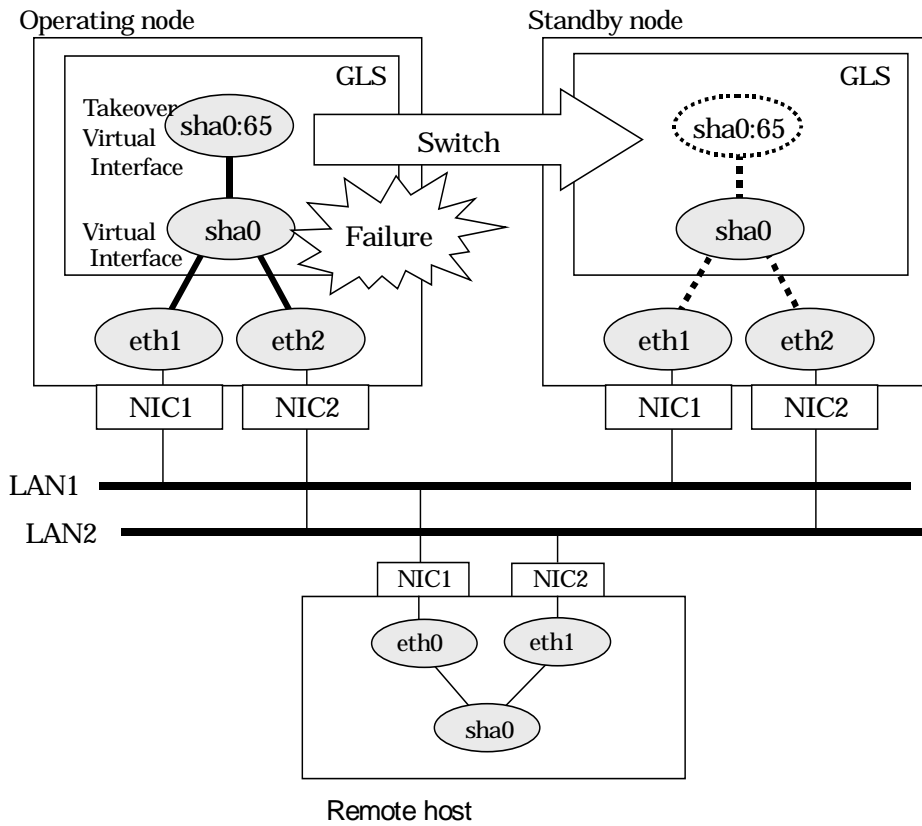 Operating node
Standby node
GLS
GLS
Takeover
Virtual
Interface
sha0:65
Switch
sha0:65
Virtual
Interface
sha0
Failure
sha0
eth1
eth2
eth1
eth2
NIC1
NIC2
NIC1
NIC2
LAN1
LAN2
NIC1
NIC2
eth0
eth1
sha0
Remote host